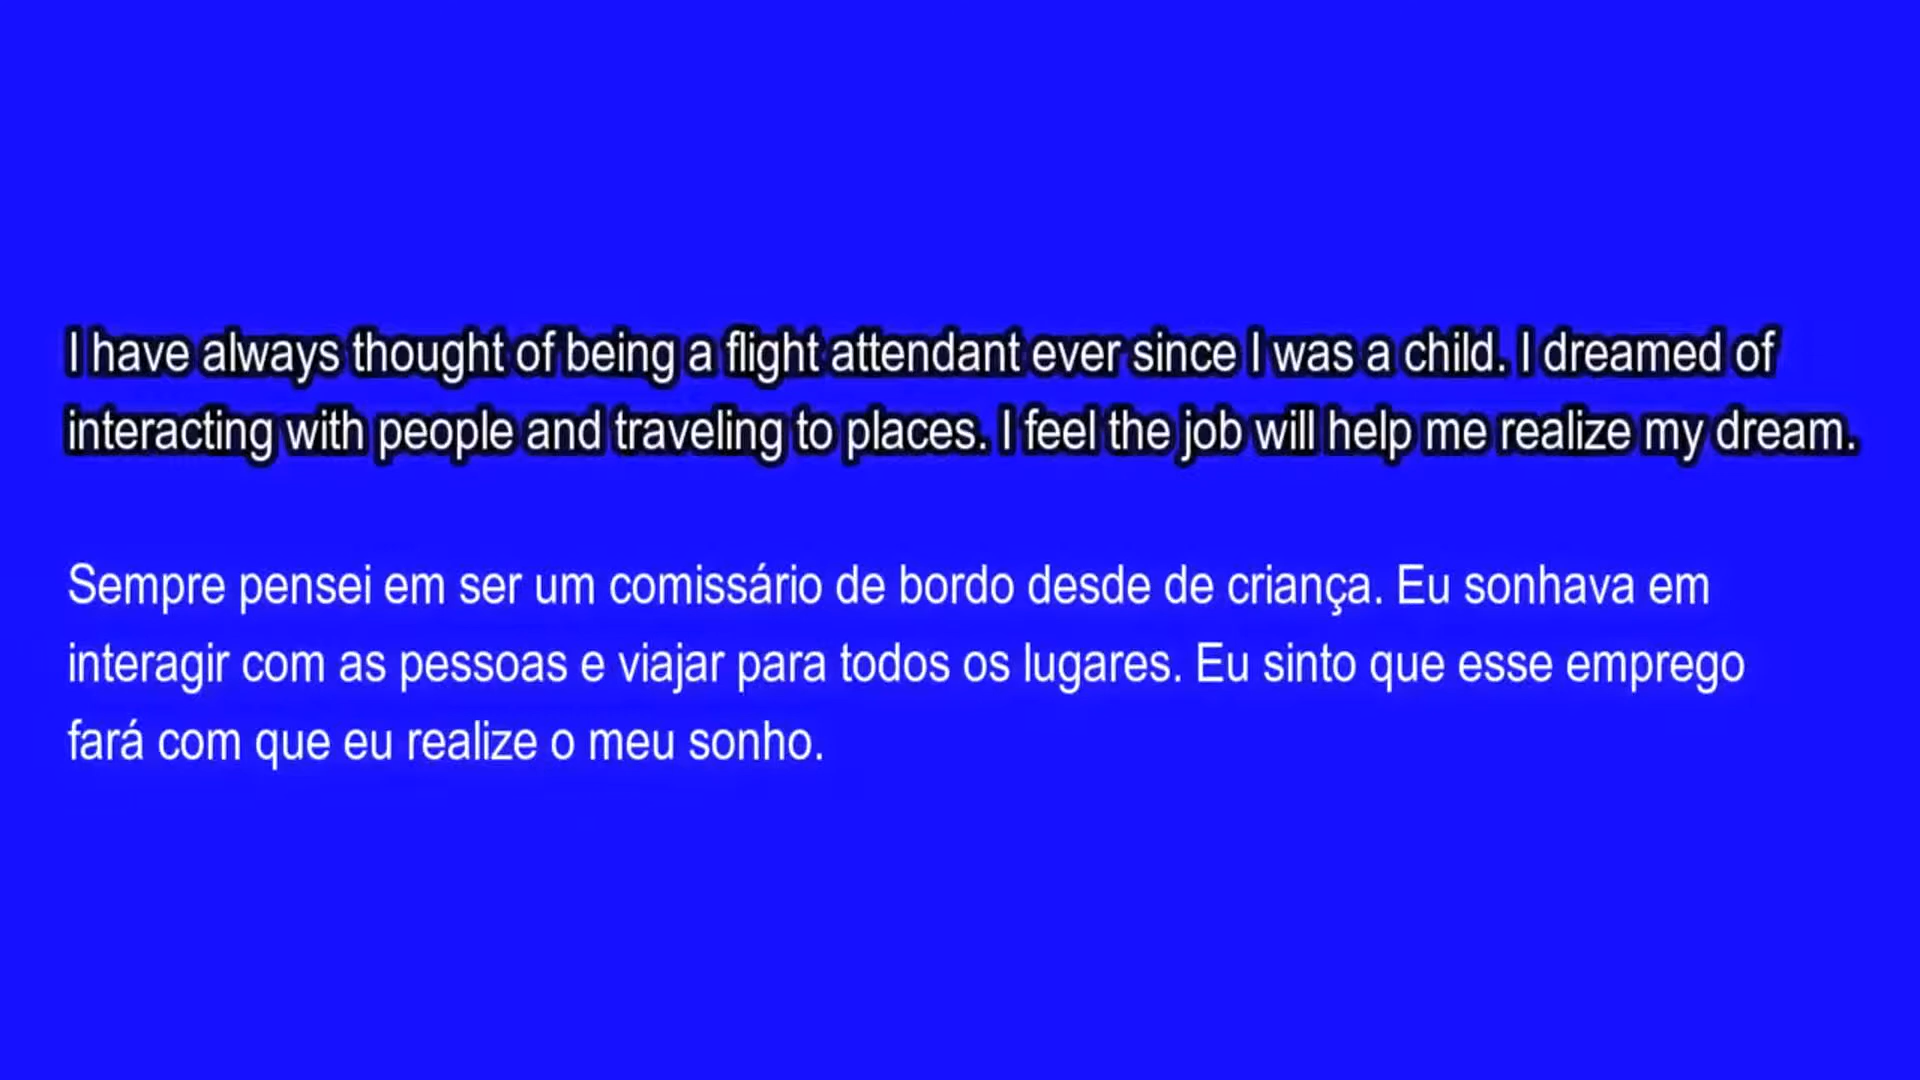 I have always thought of being a flight attendant ever since I was a child. I dreamed of
interacting with people and traveling to places. I feel the job will help me realize my dream.
Sempre pensei em ser um comissário de bordo desde de criança. Eu sonhava em
interagir com as pessoas e viajar para todos os lugares. Eu sinto que esse emprego
fará com que eu realize o meu sonho.